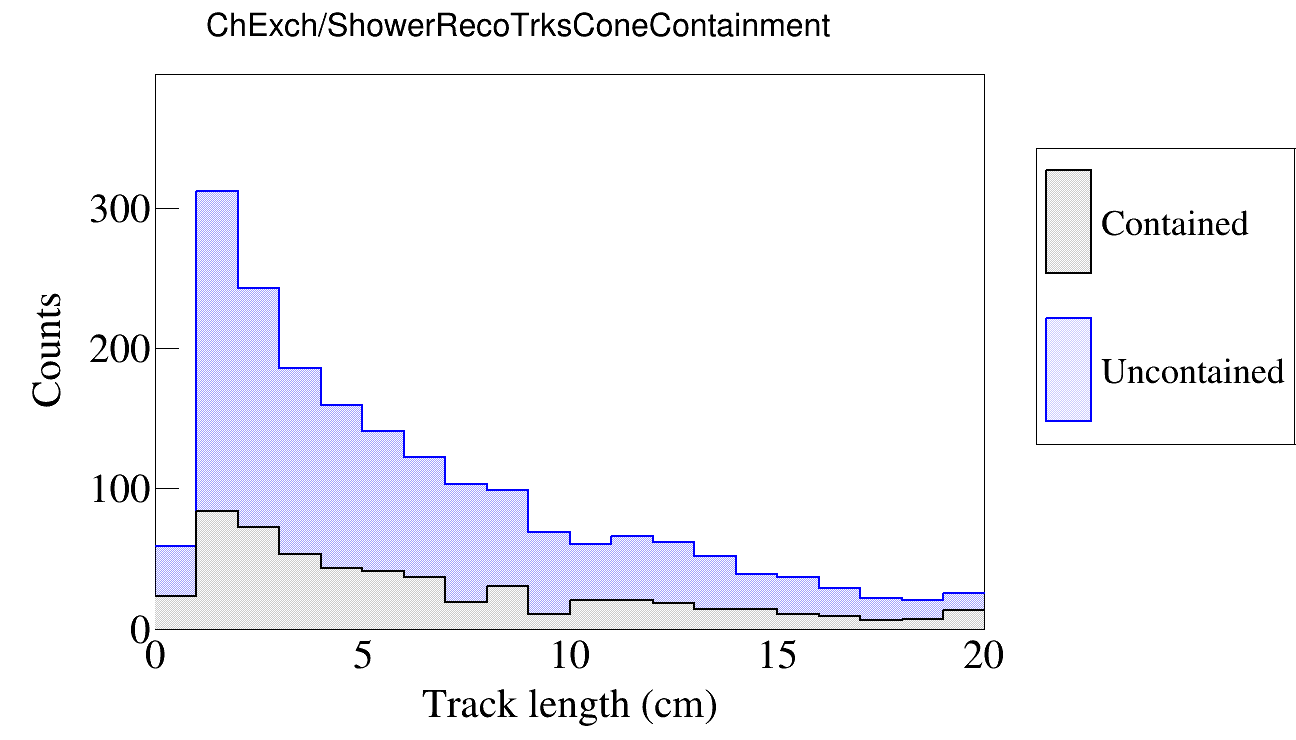 ChExch/ShowerRecoTrksConeContainment
300
200
100
0
Counts
0 5 10 15 20
Track length (cm)
Contained
Uncontained